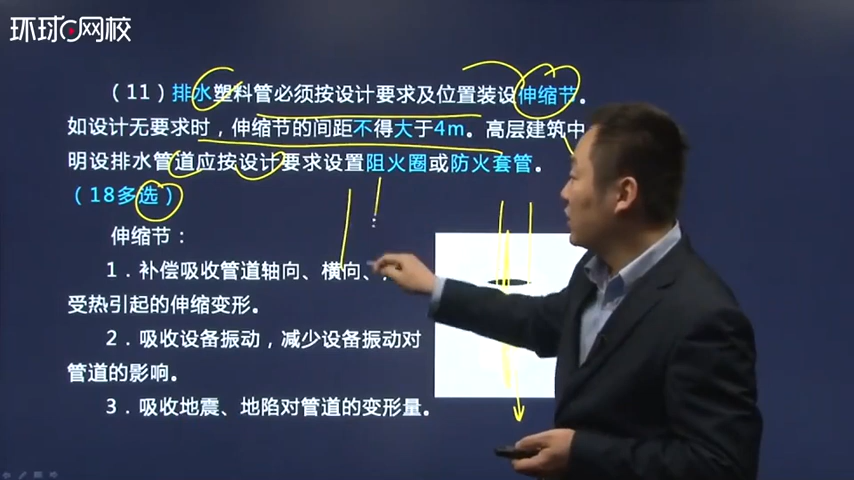 环球网校
（11）排水塑料管必须按设计要求及位置装设伸缩节。
如设计无要求时，伸缩节的间距不得大于4m。高层建筑中
明设排水管道应按设计要求设置阻火圈或防火套管。
（18多选）
伸缩节：
1．补偿吸收管道轴向、横向、
受热引起的伸缩变形。
2．吸收设备振动，减少设备振动对
管道的影响。
3．吸收地震、地陷对管道的变形量。